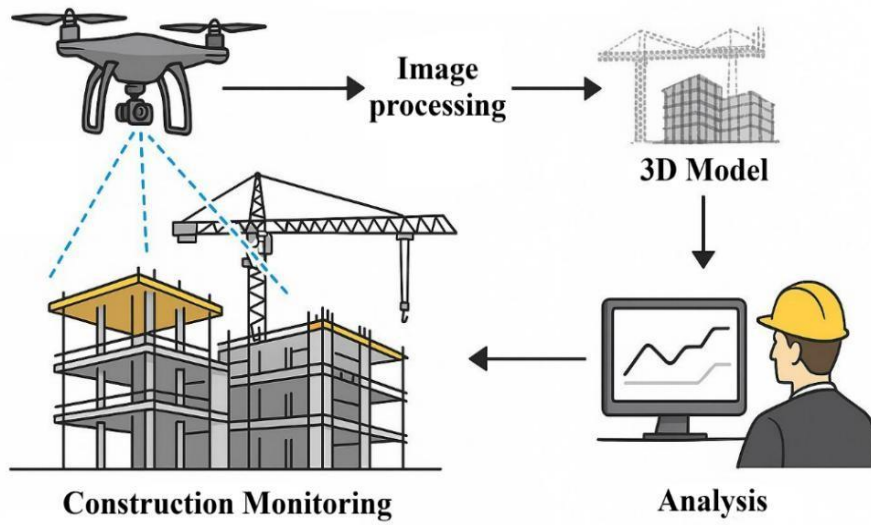 Image
processing
3D Model
Construction Monitoring
Analysis